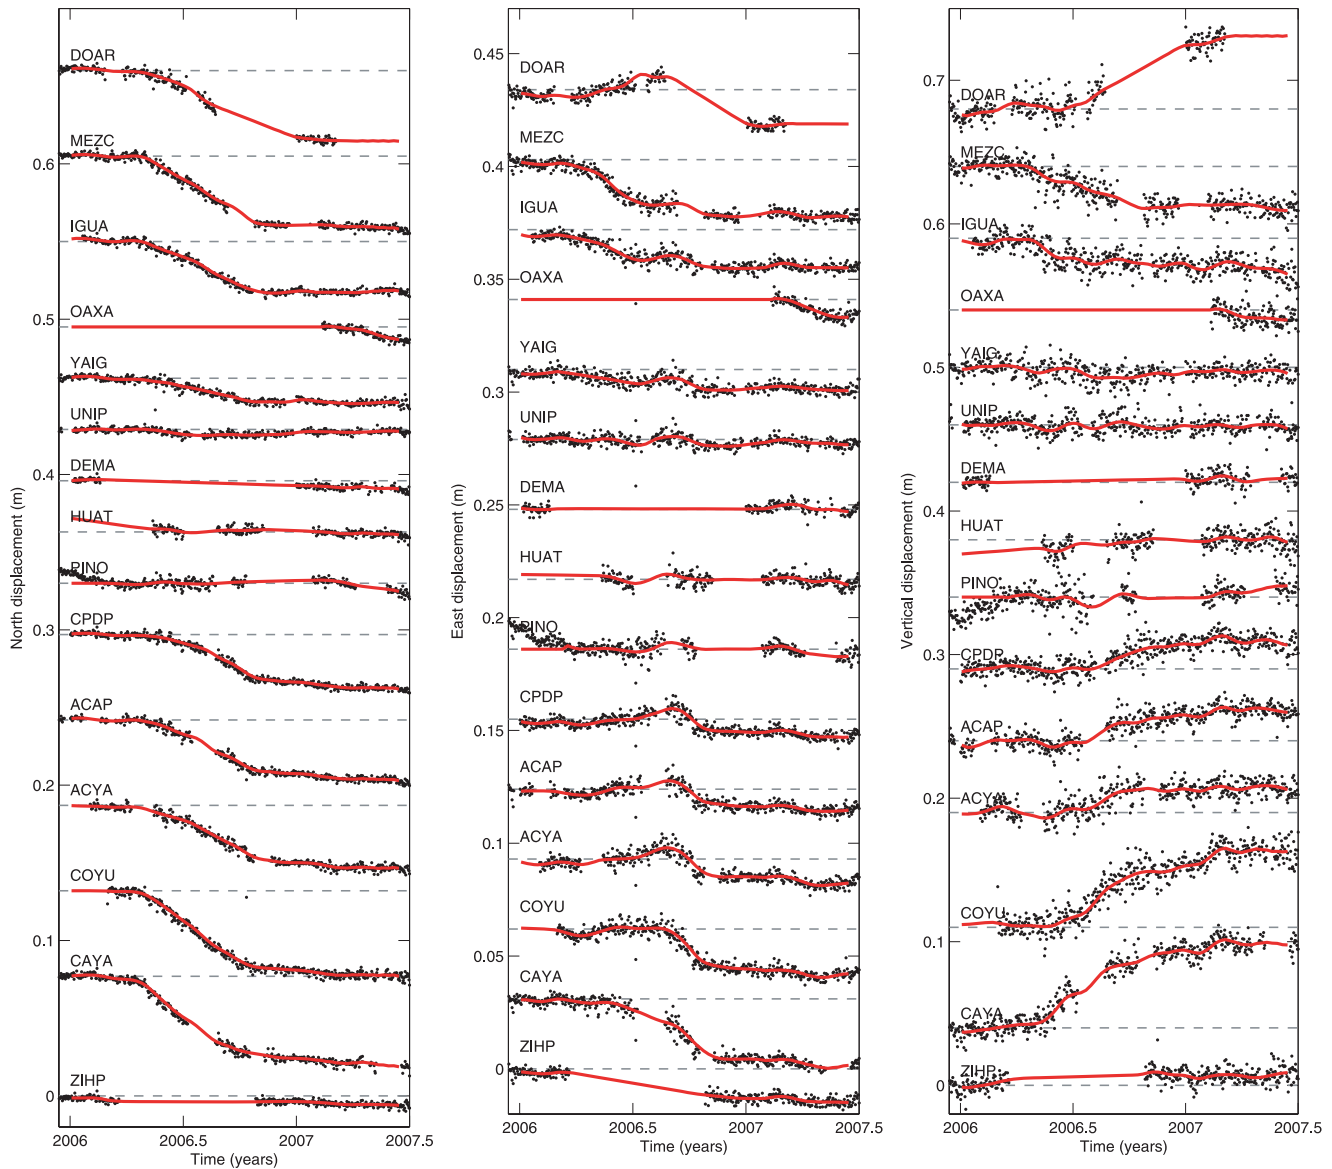 North displacement (m)
0.6
0.5
0.4
0.3
0.2
0.1
0
DOAR
MEZC
IGUA
OAXA
YAIG
UNIP
DEMA
HUAT
PINO
CPDP
ACAP
ACYA
COYU
CAYA
ZIHP
2006
2006.5
2007
2007.5
Time (years)
East displacement (m)
0.45
0.4
0.35
0.3
0.25
0.2
0.15
0.1
0.05
0
DOAR
MEZC
IGUA
OAXA
YAIG
UNIP
DEMA
HUAT
PINO
CPDP
ACAP
ACYA
COYU
CAYA
ZIHP
2006
2006.5
2007
2007.5
Time (years)
Vertical displacement (m)
0.7
0.6
0.5
0.4
0.3
0.2
0.1
0
DOAR
MEZC
IGUA
OAXA
YAIG
UNIP
DEMA
HUAT
PINO
CPDP
ACAP
ACYA
COYU
CAYA
ZIHP
2006
2006.5
2007
2007.5
Time (years)